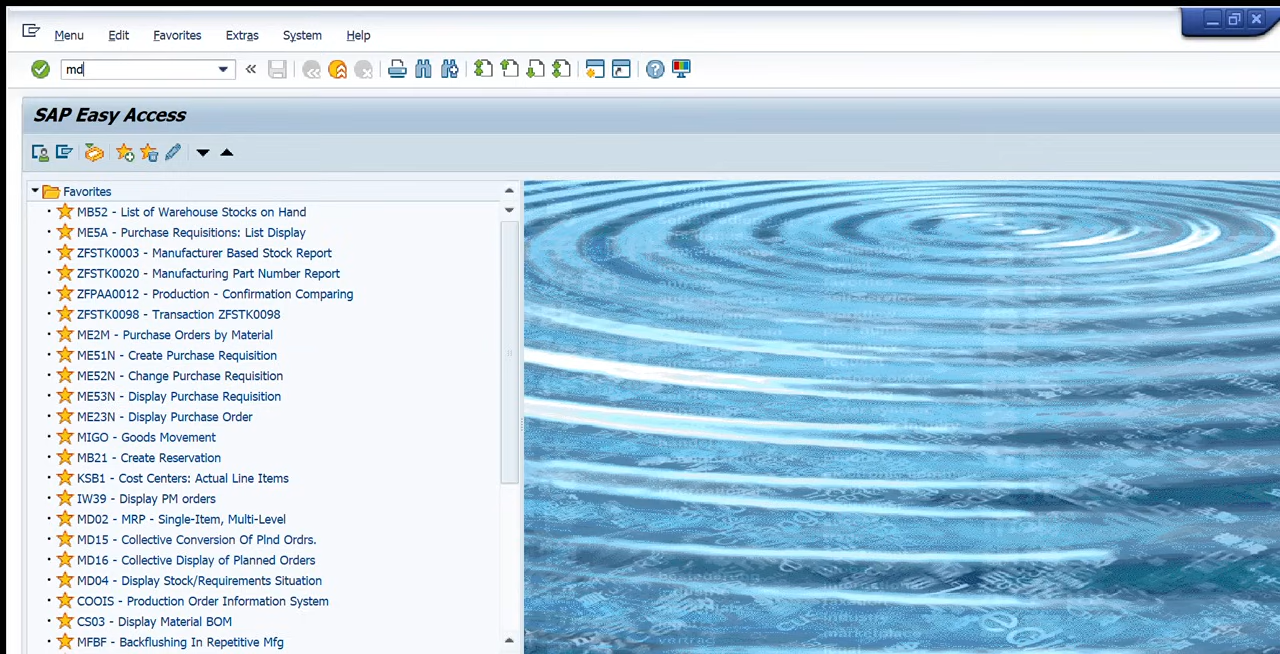 Menu Edit Favorites Extras System Help
md
SAP Easy Access
Favorites
MB52 - List of Warehouse Stocks on Hand
ME5A - Purchase Requisitions: List Display
ZFSTK0003 - Manufacturer Based Stock Report
ZFSTK0020 - Manufacturing Part Number Report
ZFPAA0012 - Production - Confirmation Comparing
ZFSTK0098 - Transaction ZFSTK0098
ME2M - Purchase Orders by Material
ME51N - Create Purchase Requisition
ME52N - Change Purchase Requisition
ME53N - Display Purchase Requisition
ME23N - Display Purchase Order
MIGO - Goods Movement
MB21 - Create Reservation
KSB1 - Cost Centers: Actual Line Items
IW39 - Display PM orders
MD02 - MRP - Single-Item, Multi-Level
MD15 - Collective Conversion Of Plnd Ordrs.
MD16 - Collective Display of Planned Orders
MD04 - Display Stock/Requirements Situation
COOIS - Production Order Information System
CS03 - Display Material BOM
MFBF - Backflushing In Repetitive Mfg
marketplace